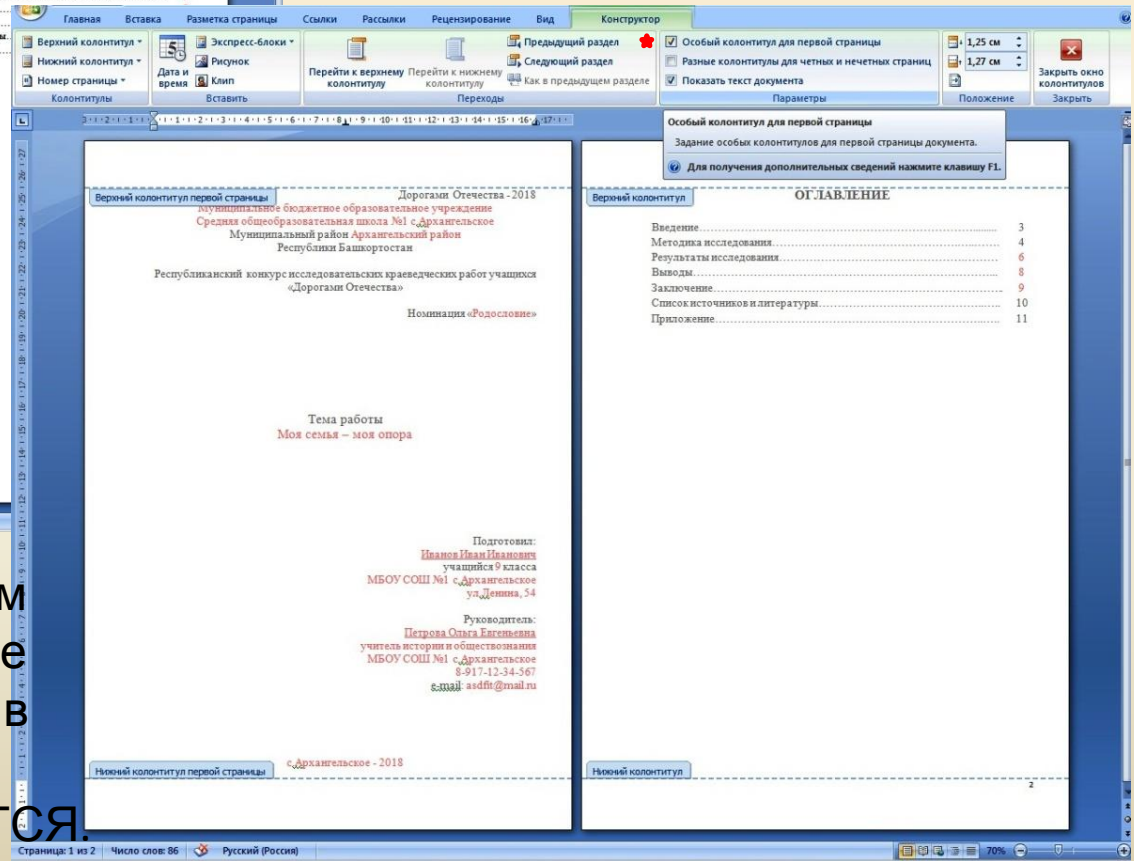 Главная Вставка Разметка страницы Ссылки Рассылки Рецензирование Вид Конструктор
Верхний колонтитул
Нижний колонтитул
Номер страницы
Колонтитулы
Дата и время
Экспресс-блоки
Рисунок
Клип
Вставить
Перейти к верхнему колонтитулу
Перейти к нижнему колонтитулу
Предыдущий раздел
Следующий раздел
Как в предыдущем разделе
Переходы
Особый колонтитул для первой страницы
Разные колонтитулы для четных и нечетных страниц
Показать текст документа
Параметры
1,25 см
1,27 см
Положение
Закрыть окно колонтитулов
Закрыть
Особый колонтитул для первой страницы
Задание особых колонтитулов для первой страницы документа.
Для получения дополнительных сведений нажмите клавишу F1.
Верхний колонтитул первой страницы
Дорогами Отечества - 2018
Муниципальное бюджетное образовательное учреждение
Средняя общеобразовательная школа №1 с.Архангельское
Муниципальный район Архангельский район
Республики Башкортостан
Республиканский конкурс исследовательских краеведческих работ учащихся
«Дорогами Отечества»
Номинация «Родословие»
Тема работы
Моя семья – моя опора
Подготовил:
Иванов Иван Иванович
учащийся 9 класса
МБОУ СОШ №1 с.Архангельское
ул.Ленина, 54
Руководитель:
Петрова Ольга Евгеньевна
учитель истории и обществознания
МБОУ СОШ №1 с.Архангельское
8-917-12-34-567
e-mail: asdfit@mail.ru
с.Архангельское - 2018
Нижний колонтитул первой страницы
Верхний колонтитул
ОГЛАВЛЕНИЕ
Введение 3
Методика исследования 4
Результаты исследования 6
Выводы 8
Заключение 9
Список источников и литературы 10
Приложение 11
Нижний колонтитул
2
м
е
в
тся.
Страница: 1 из 2 Число слов: 86 Русский (Россия) 70%